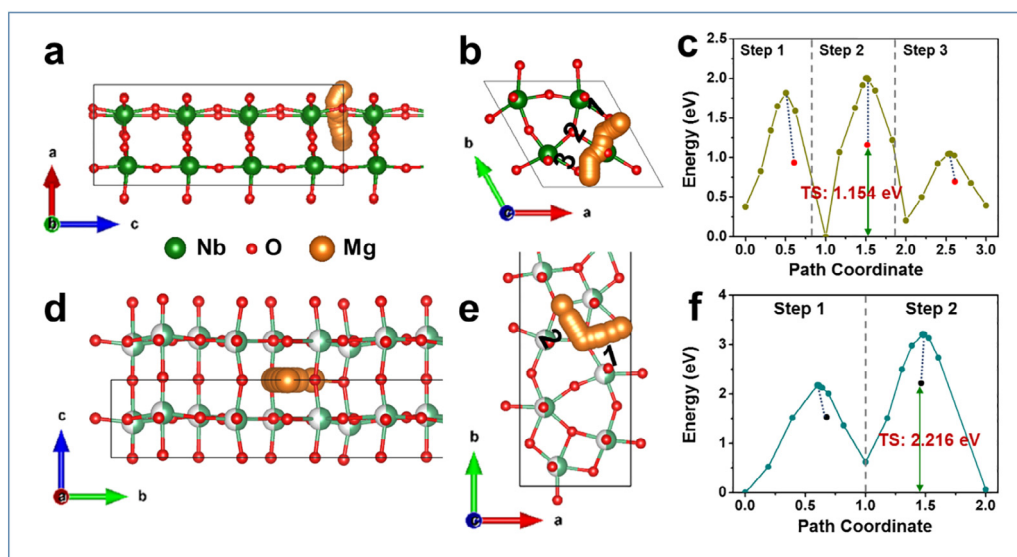 a
a
b
c
b
1
2
3
b
c
a
c
Step 1
Step 2
Step 3
Energy (eV)
2.5
2.0
1.5
1.0
0.5
0.0
TS: 1.154 eV
0.0 0.5 1.0 1.5 2.0 2.5 3.0
Path Coordinate
Nb
O
Mg
d
c
a
b
e
2
1
b
c
a
f
Step 1
Step 2
Energy (eV)
4
3
2
1
0
TS: 2.216 eV
0.0 0.5 1.0 1.5 2.0
Path Coordinate